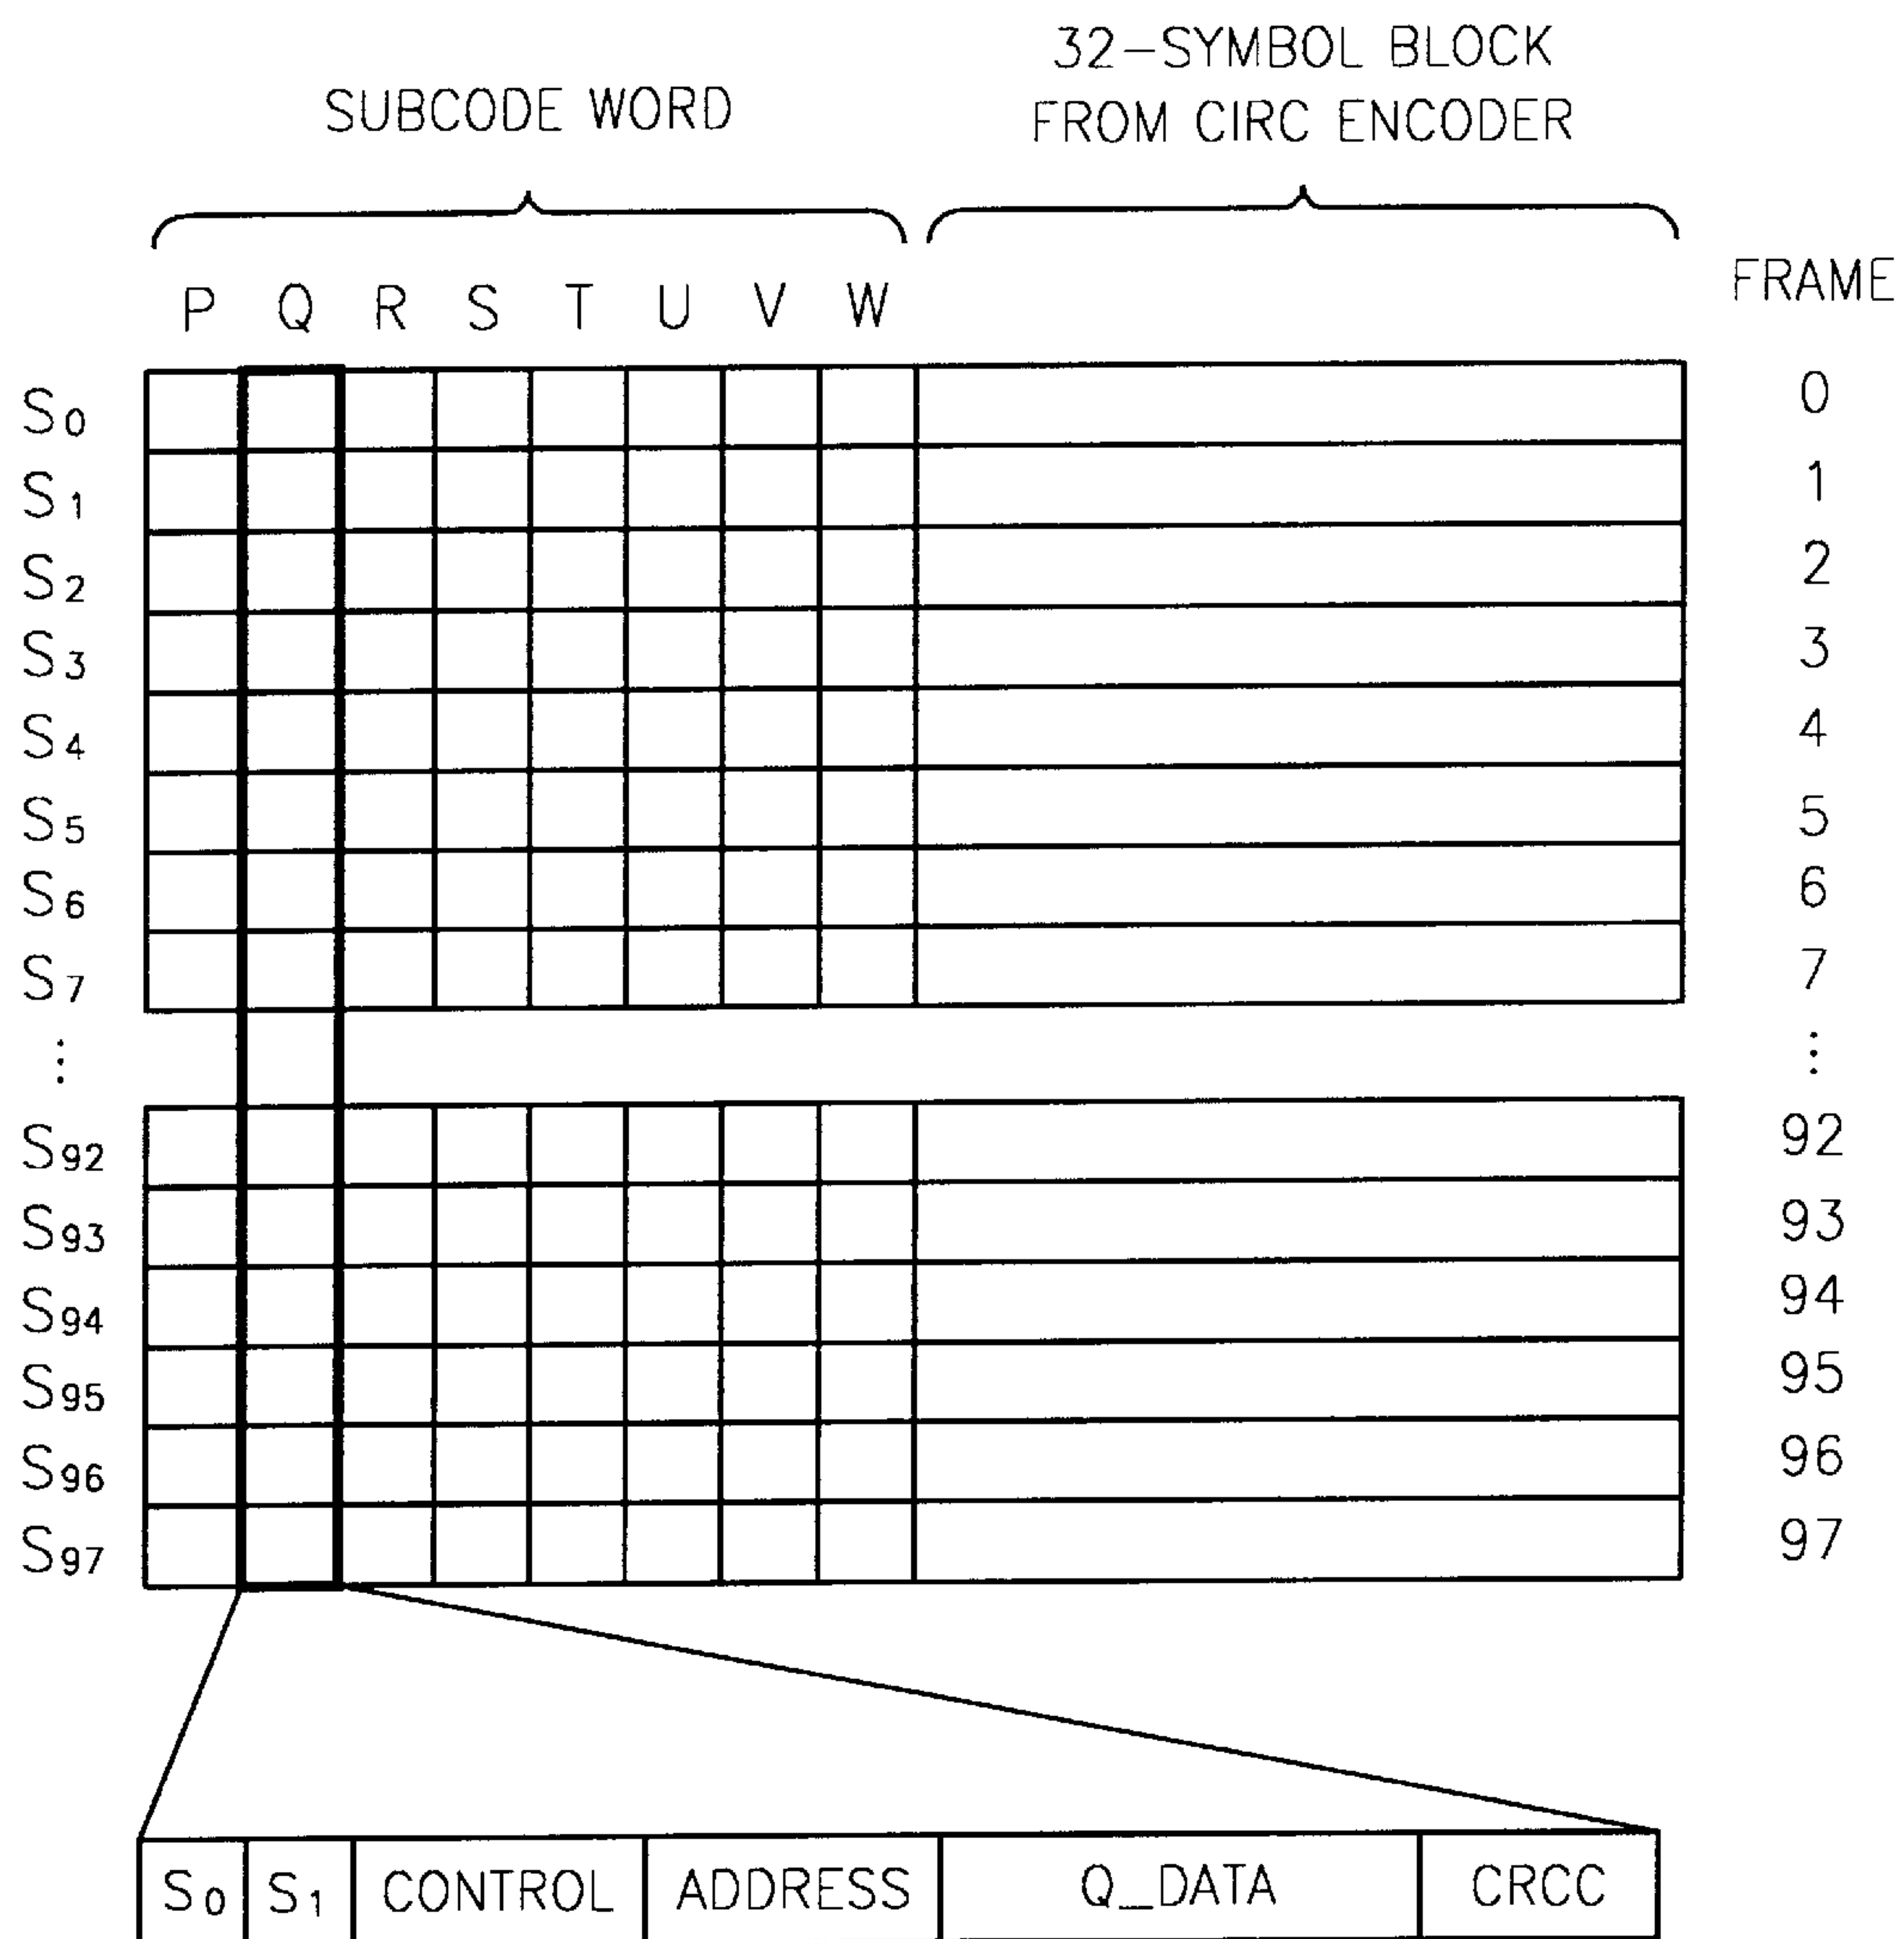 SUBCODE WORD
32-SYMBOL BLOCK
FROM CIRC ENCODER
P Q R S T U V W
FRAME
S0 0
S1 1
S2 2
S3 3
S4 4
S5 5
S6 6
S7 7
⋮ ⋮
S92 92
S93 93
S94 94
S95 95
S96 96
S97 97
S0 S1 CONTROL ADDRESS Q_DATA CRCC